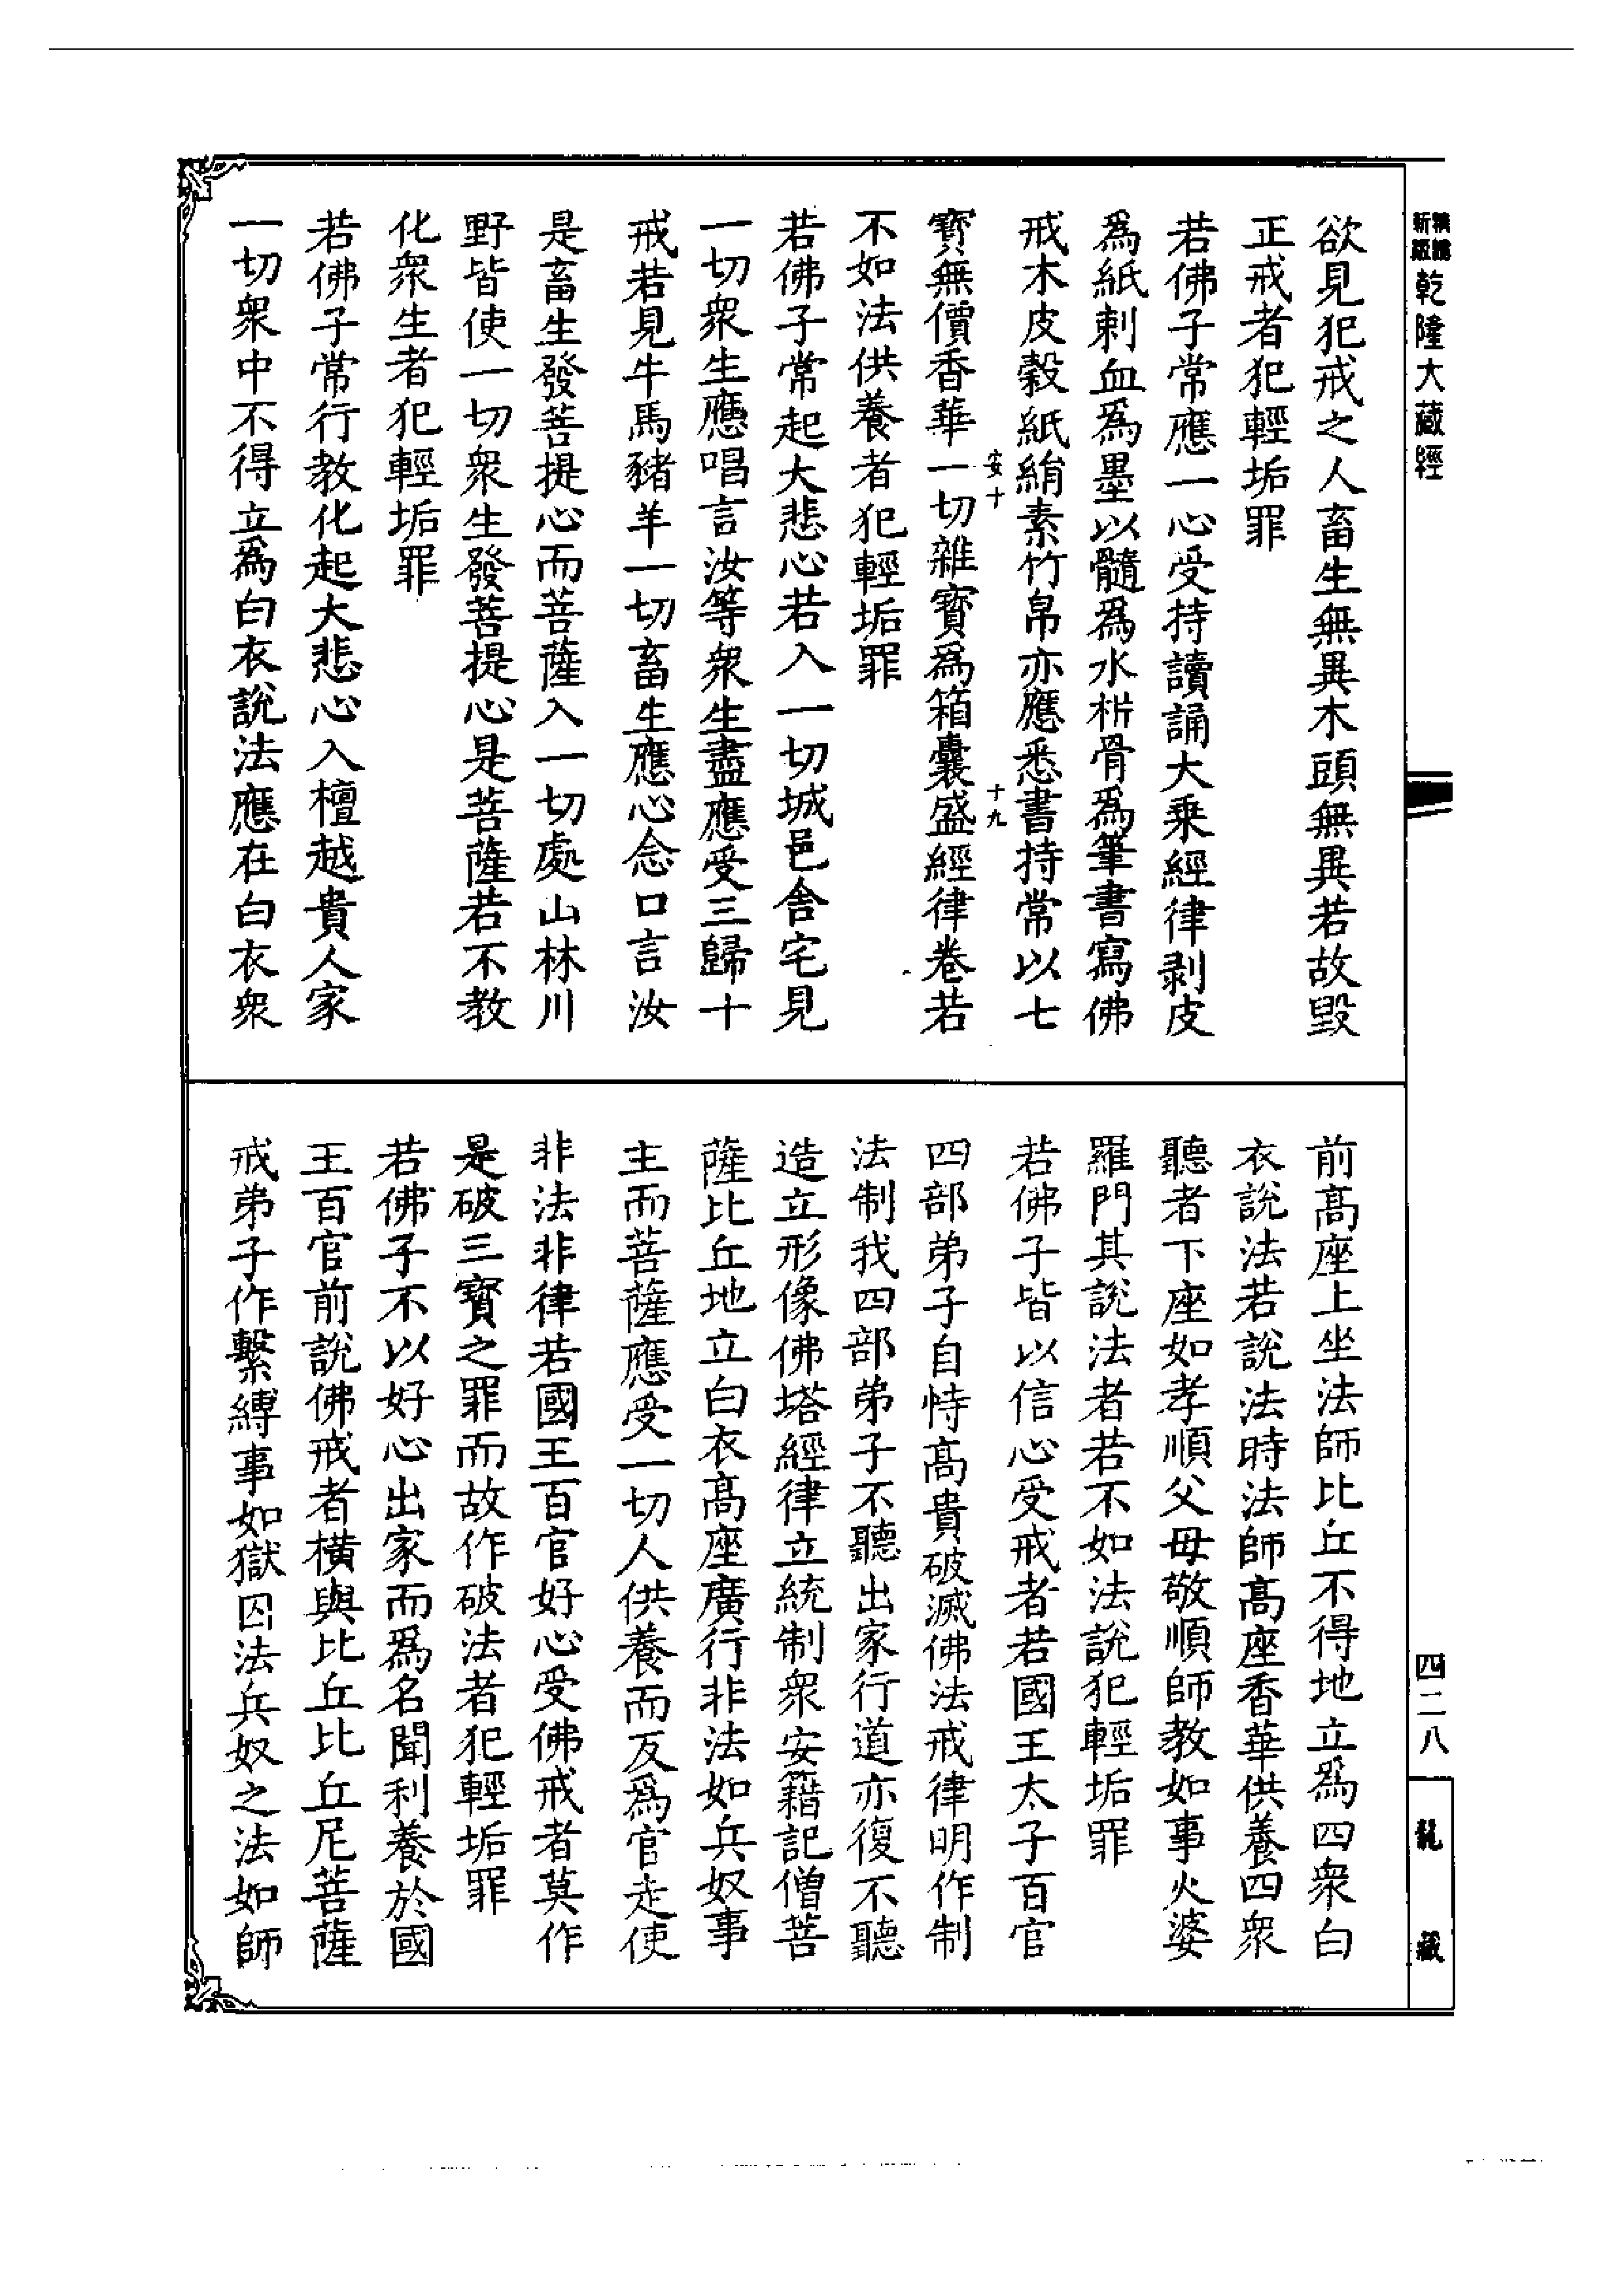 新編縮印
乾隆大藏經
欲見犯戒之人畜生無異木頭無異若故毀
正戒者犯輕垢罪
若佛子常應一心受持讀誦大乗經律剥皮
爲紙刺血爲墨以髓爲水析骨爲筆書寫佛
戒木皮穀紙絹素竹帛亦應悉書持常以七
安十
十九
寳無價香華一切雜寳爲箱囊盛經律卷若
不如法供養者犯輕垢罪
若佛子常起大悲心若入一切城邑舍宅見
一切衆生應唱言汝等衆生盡應受三歸十
戒若見牛馬豬羊一切畜生應心念口言汝
是畜生發菩提心而菩薩入一切處山林川
野皆使一切衆生發菩提心是菩薩若不教
化衆生者犯輕垢罪
若佛子常行教化起大悲心入檀越貴人家
一切衆中不得立爲白衣說法應在白衣衆
前髙座上坐法師比丘不得地立爲四衆白
衣說法若說法時法師髙座香華供養四衆
聽者下座如孝順父母敬順師教如事火婆
羅門其說法者若不如法說犯輕垢罪
若佛子皆以信心受戒者若國王太子百官
四部弟子自恃髙貴破滅佛法戒律明作制
法制我四部弟子不聽出家行道亦復不聽
造立形像佛塔經律立統制衆安籍記僧菩
薩比丘地立白衣髙座廣行非法如兵奴事
主而菩薩應受一切人供養而反爲官走使
非法非律若國王百官好心受佛戒者莫作
是破三寳之罪而故作破法者犯輕垢罪
若佛子不以好心出家而爲名聞利養於國
王百官前說佛戒者横與比丘比丘尼菩薩
戒弟子作繫縛事如獄囚法兵奴之法如師
四二八
龍藏